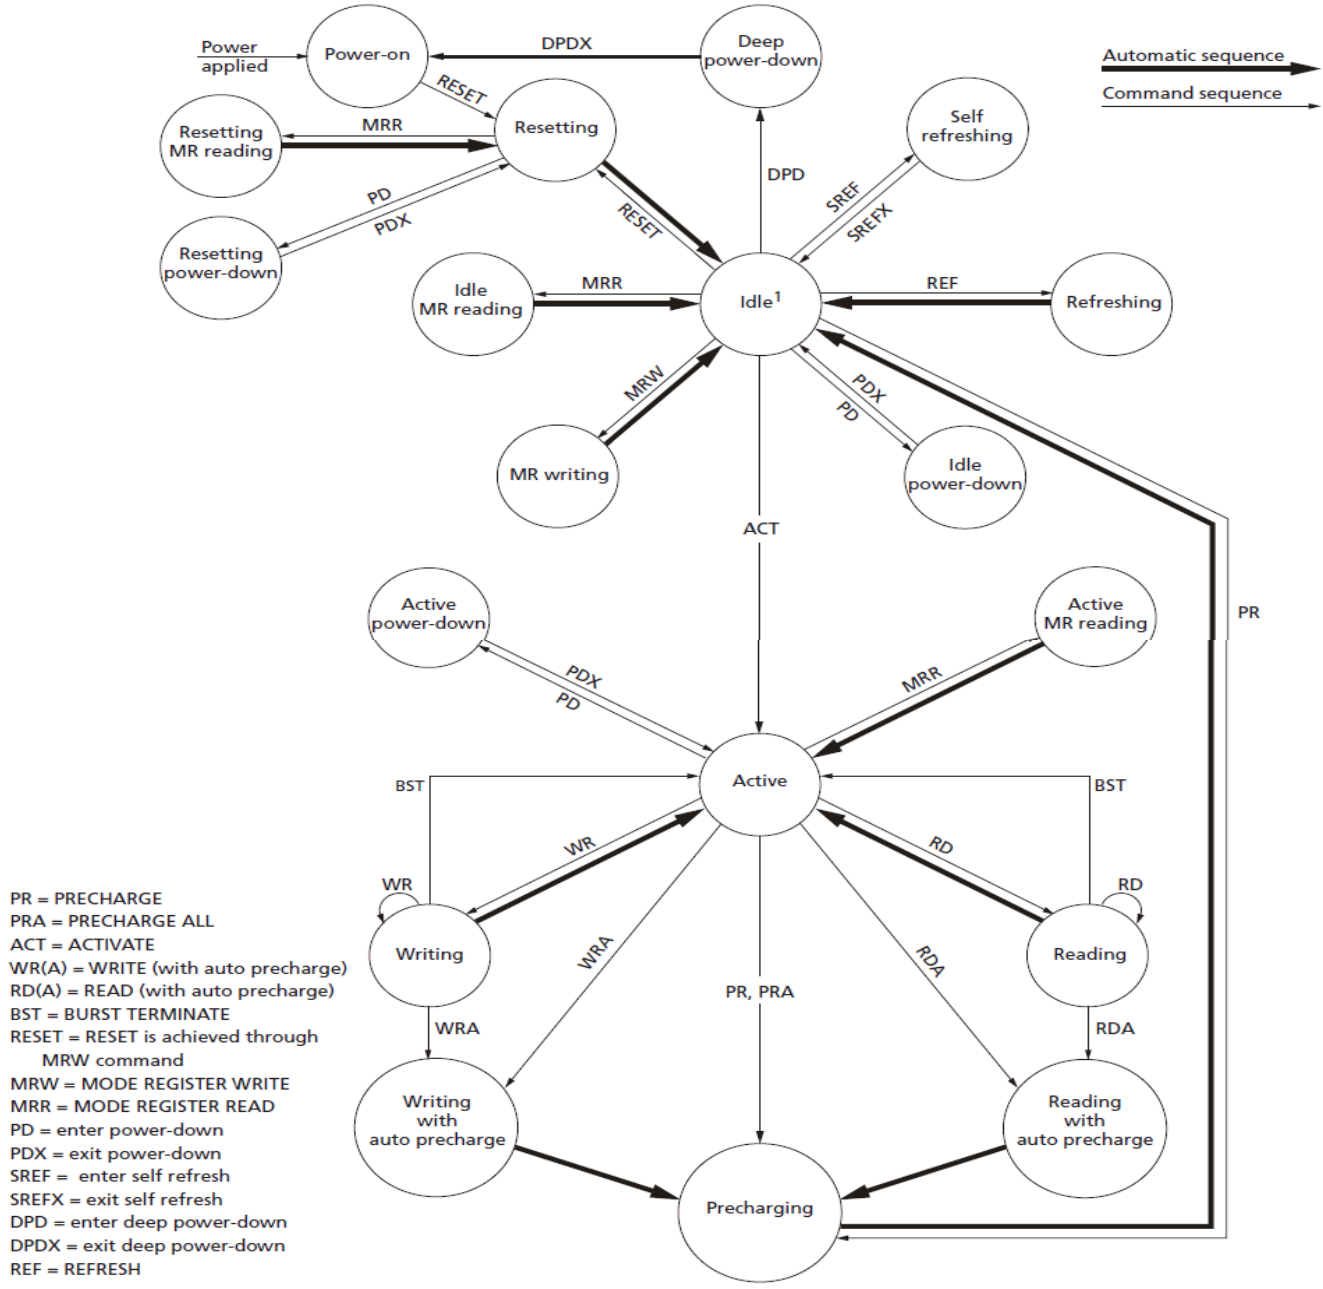 Power
applied
Power-on
DPDX
Deep
power-down
Automatic sequence
Command sequence
RESET
Resetting
MR reading
MRR
Resetting
Self
refreshing
DPD
PD
PDX
Resetting
power-down
RESET
SREF
SREFX
Idle
MR reading
MRR
Idle1
REF
Refreshing
MRW
PDX
PD
MR writing
Idle
power-down
ACT
Active
power-down
Active
MR reading
PR
PDX
PD
MRR
Active
BST
BST
WR
RD
WR
RD
Writing
Reading
WRA
RDA
PR, PRA
WRA
RDA
Writing
with
auto precharge
Reading
with
auto precharge
Precharging
PR = PRECHARGE
PRA = PRECHARGE ALL
ACT = ACTIVATE
WR(A) = WRITE (with auto precharge)
RD(A) = READ (with auto precharge)
BST = BURST TERMINATE
RESET = RESET is achieved through
MRW command
MRW = MODE REGISTER WRITE
MRR = MODE REGISTER READ
PD = enter power-down
PDX = exit power-down
SREF = enter self refresh
SREFX = exit self refresh
DPD = enter deep power-down
DPDX = exit deep power-down
REF = REFRESH